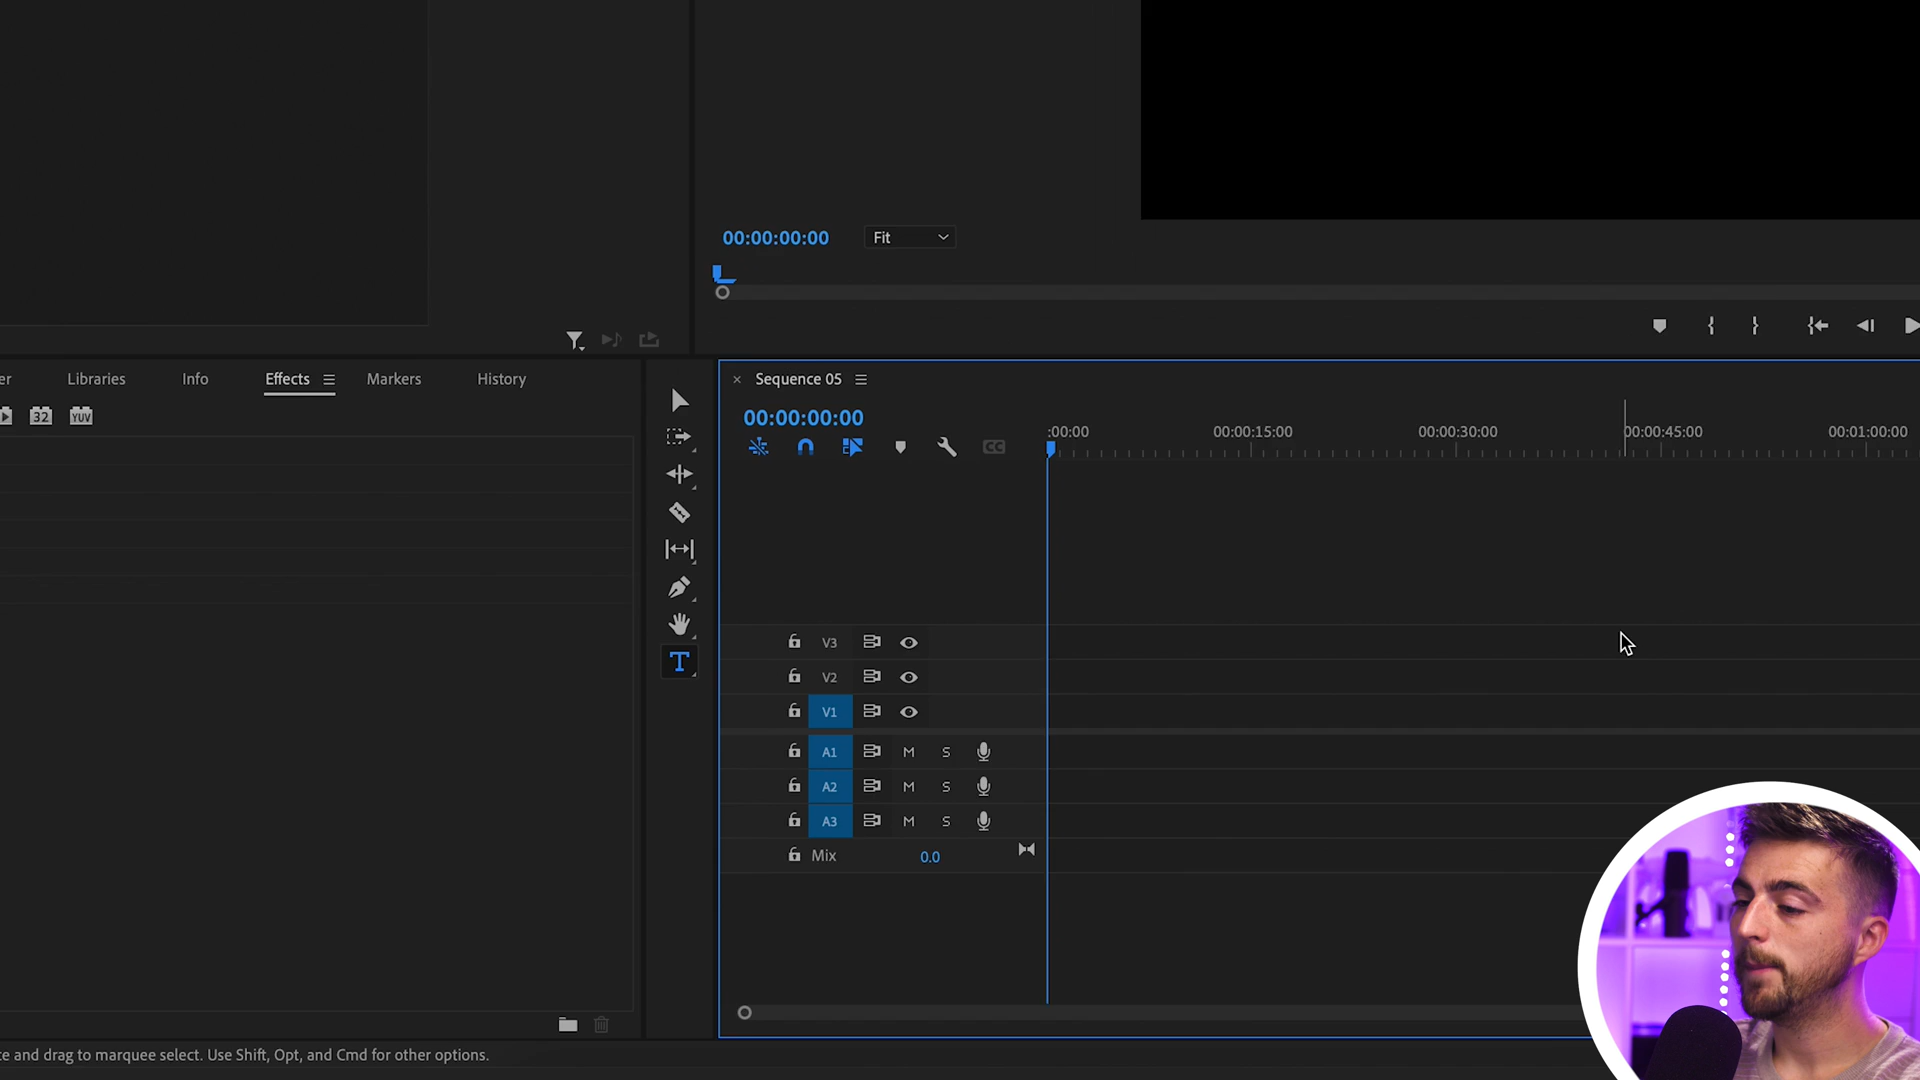 00:00:00:00 Fit
er Libraries Info Effects Markers History
32 YUV
Sequence 05
00:00:00:00
CC
:00:00 00:00:15:00 00:00:30:00 00:00:45:00 00:01:00:00
T
V3
V2
V1
A1 M S
A2 M S
A3 M S
Mix 0.0
e and drag to marquee select. Use Shift, Opt, and Cmd for other options.